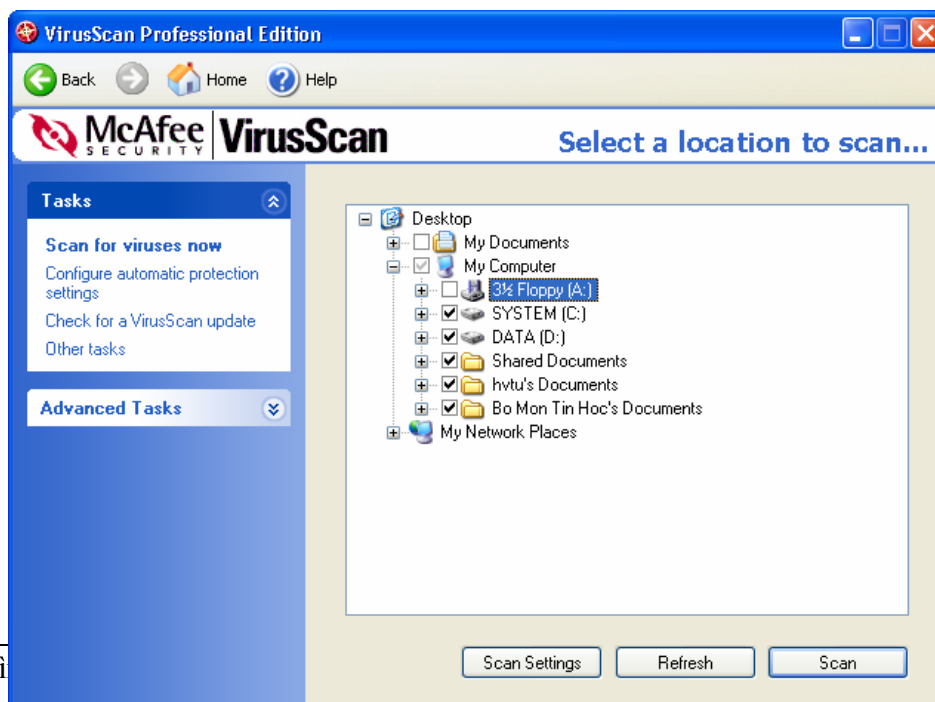 VirusScan Professional Edition
Back Home Help
McAfee SECURITY VirusScan
Select a location to scan...
Tasks
Scan for viruses now
Configure automatic protection
settings
Check for a VirusScan update
Other tasks
Advanced Tasks
Desktop
My Documents
My Computer
3½ Floppy (A:)
SYSTEM (C:)
DATA (D:)
Shared Documents
hvtu's Documents
Bo Mon Tin Hoc's Documents
My Network Places
Scan Settings Refresh Scan